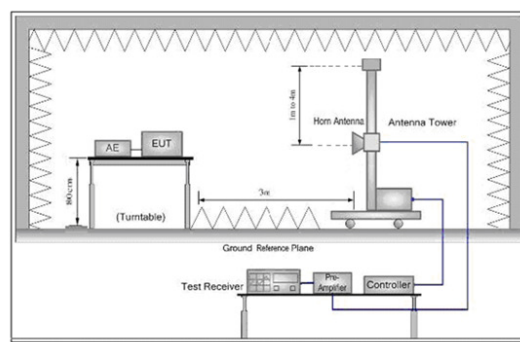 1m to 4m
Horn Antenna
Antenna Tower
AE
EUT
3m
(Turntable)
Ground Reference Plane
Test Receiver
Pre-
Amplifier
Controller